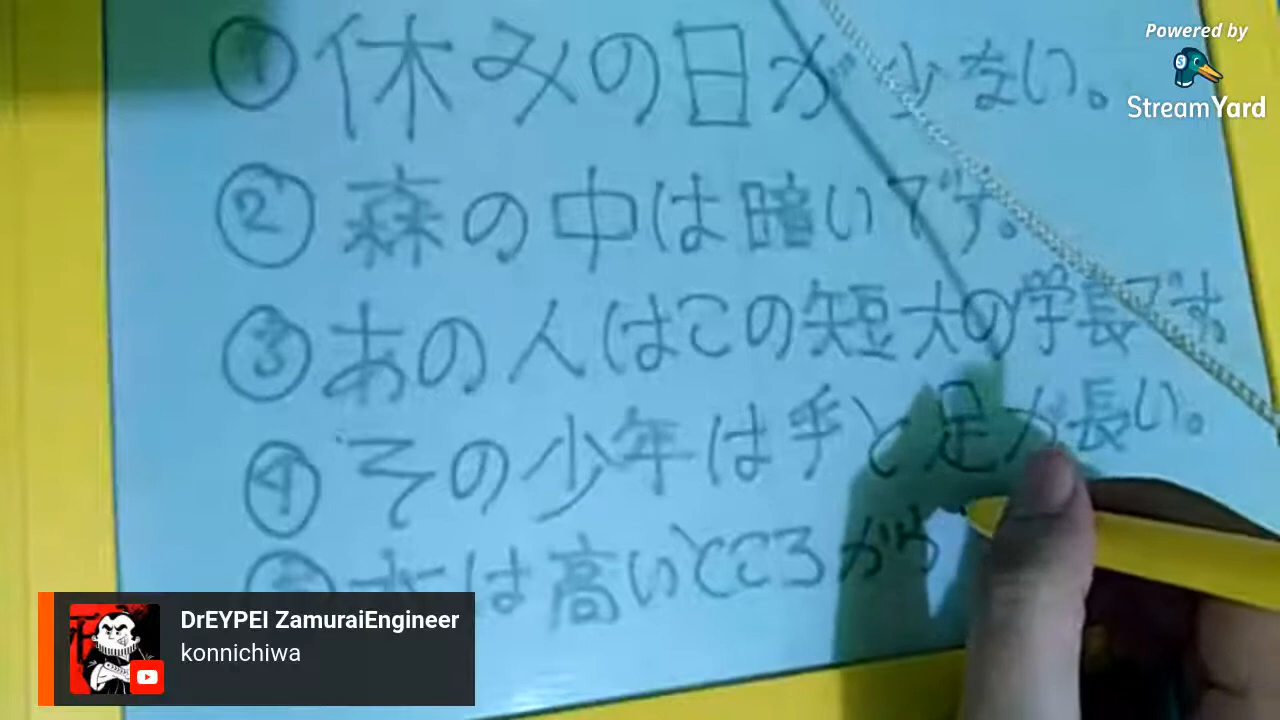 ① 休みの日が少ない。
② 森の中は暗いです。
③ あの人はこの短大の学長です。
④ その少年は手と足が長い。
は高いところから
Powered by
StreamYard
DrEYPEI ZamuraiEngineer
konnichiwa